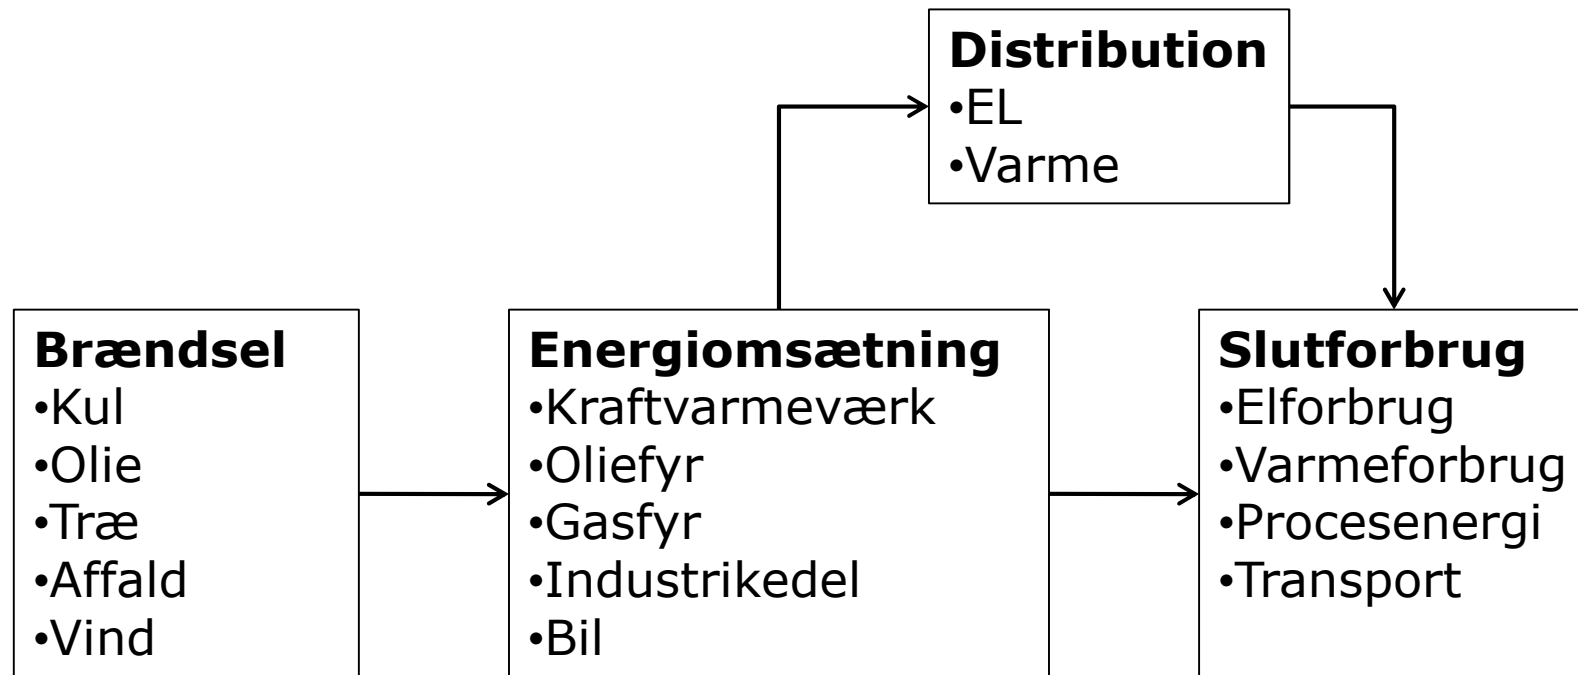 Distribution
•EL
•Varme
Brændsel
•Kul
•Olie
•Træ
•Affald
•Vind
Energiomsætning
•Kraftvarmeværk
•Oliefyr
•Gasfyr
•Industrikedel
•Bil
Slutforbrug
•Elforbrug
•Varmeforbrug
•Procesenergi
•Transport